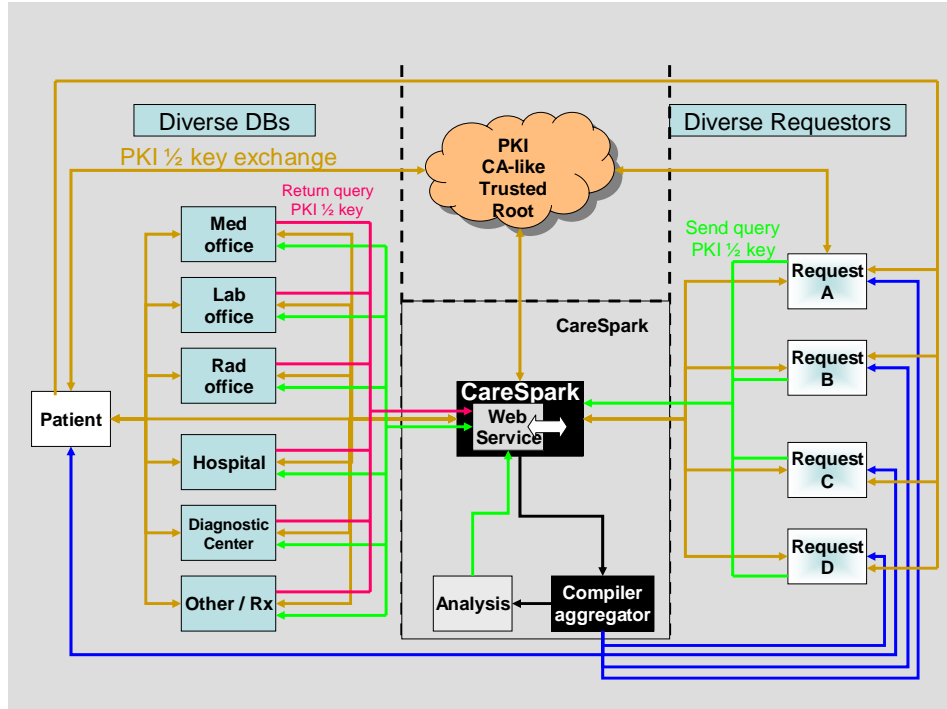 Diverse DBs
Diverse Requestors
PKI ½ key exchange
PKI
CA-like
Trusted
Root
Return query
PKI ½ key
Send query
PKI ½ key
Med
office
Lab
office
Rad
office
Patient
Hospital
Diagnostic
Center
Other / Rx
CareSpark
CareSpark
Web
Service
Analysis
Compiler
aggregator
Request
A
Request
B
Request
C
Request
D